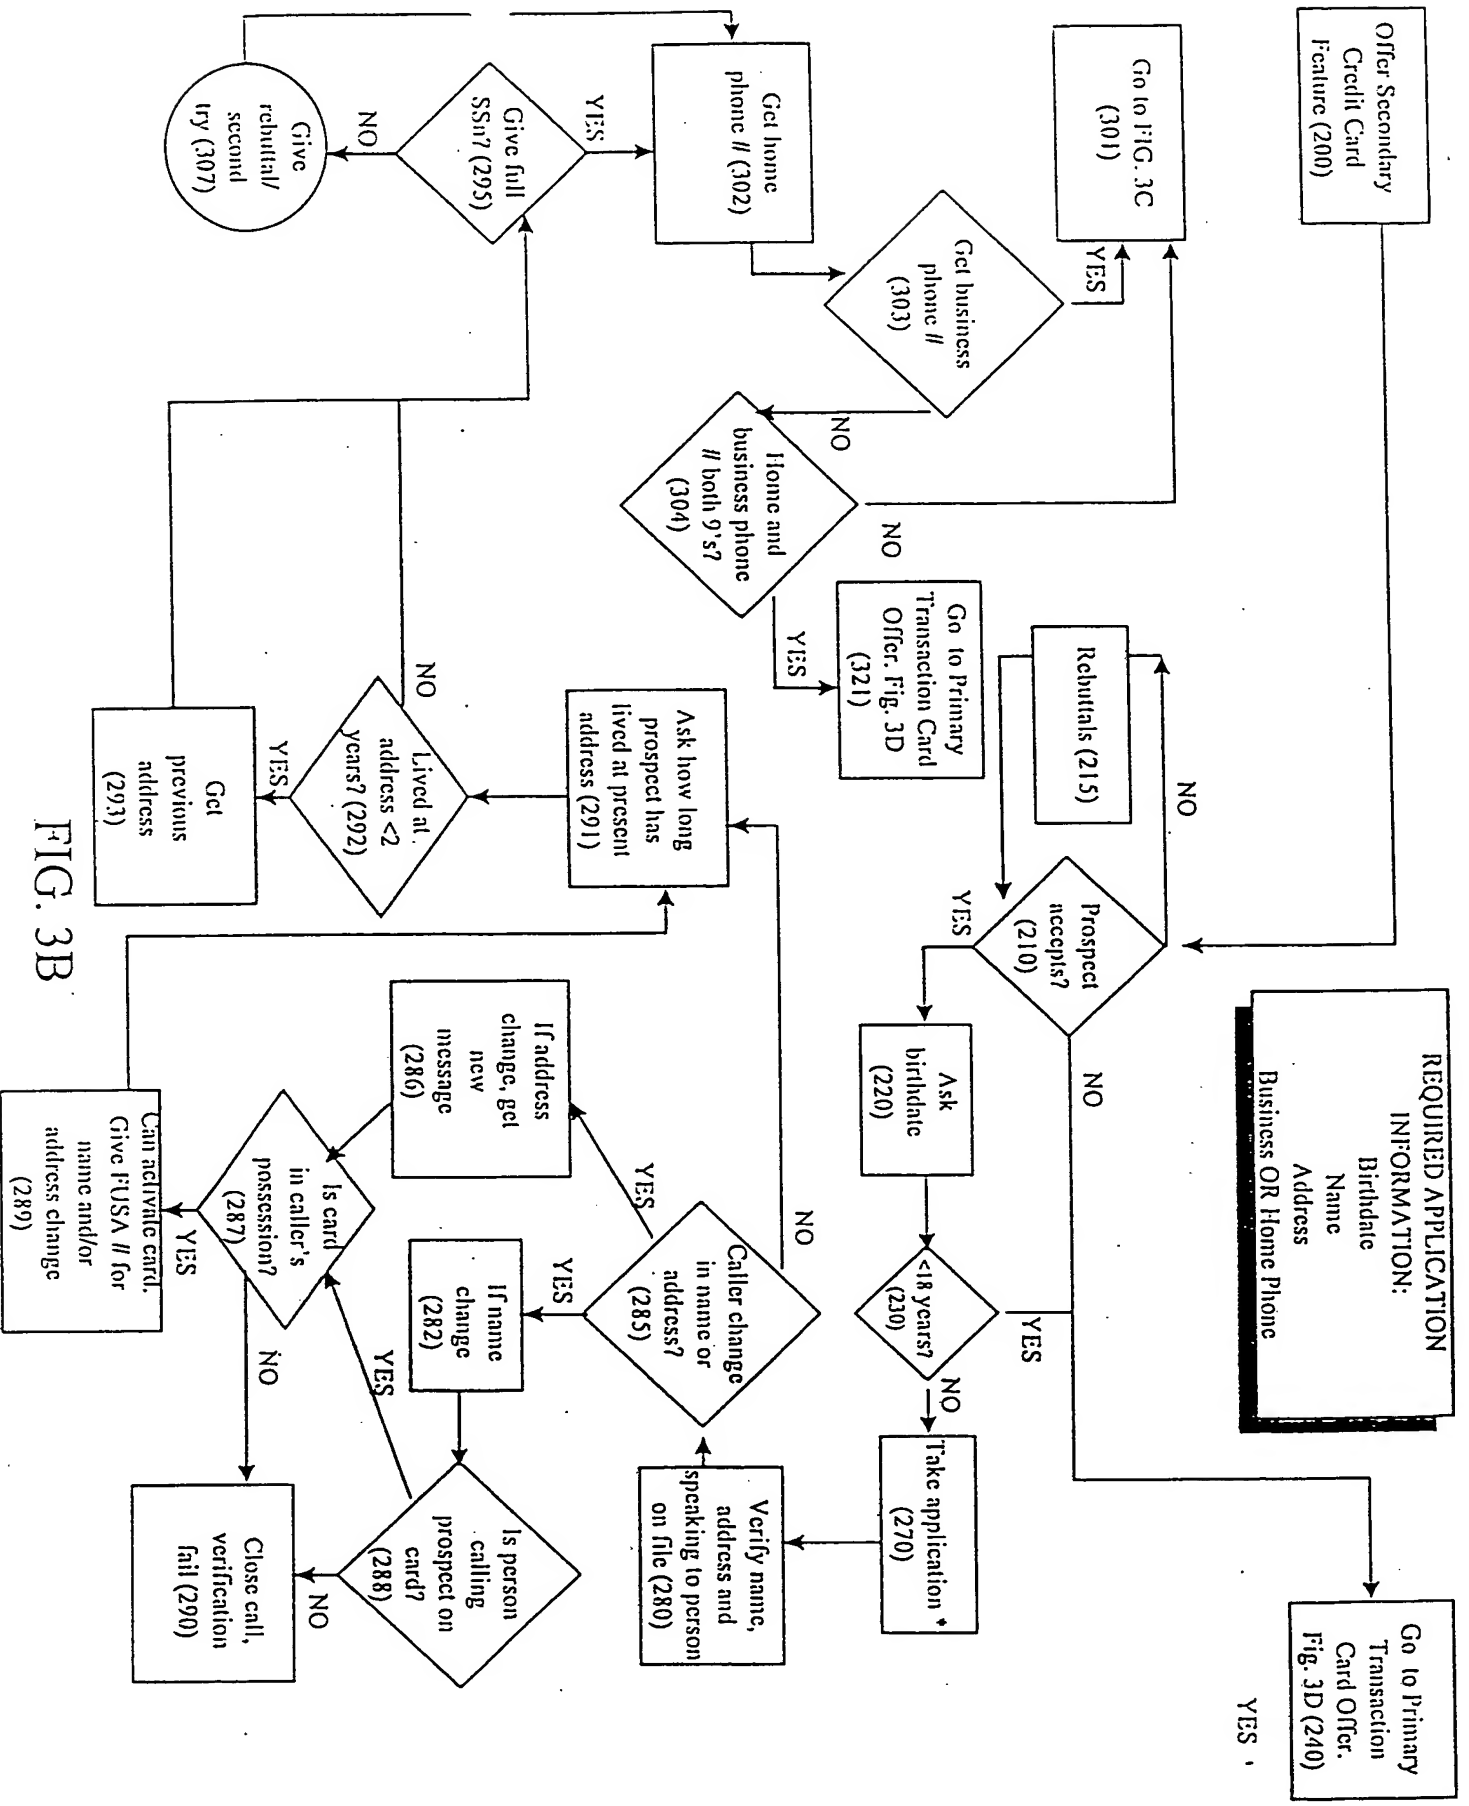 Offer Secondary
Credit Card
Feature (200)
REQUIRED APPLICATION
INFORMATION:
Birthdate
Name
Address
Business OR Home Phone
Go to Primary
Transaction
Card Offer.
Fig. 3D (240)
YES
Go to FIG. 3C
(301)
YES
NO
Rebuttals (215)
Prospect
accepts?
(210)
NO
YES
Get business
phone #
(303)
NO
NO
Go to Primary
Transaction Card
Offer. Fig. 3D
(321)
YES
Ask
birthdate
(220)
<18 years?
(230)
YES
NO
Take application *
(270)
Get home
phone # (302)
Home and
business phone
# both 9's?
(304)
YES
Give full
SSn? (295)
NO
Give
rebuttal/
second
try (307)
Ask how long
prospect has
lived at present
address (291)
NO
Caller change
in name or
address?
(285)
Verify name,
address and
speaking to person
on file (280)
YES
YES
If address
change, get
new
message
(286)
If name
change
(282)
Is person
calling
prospect on
card?
(288)
NO
Lived at
address <2
years? (292)
YES
YES
Is card
in caller's
possession?
(287)
NO
NO
YES
Get
previous
address
(293)
Can activate card.
Give FUSA # for
name and/or
address change
(289)
Close call,
verification
fail (290)
FIG. 3B